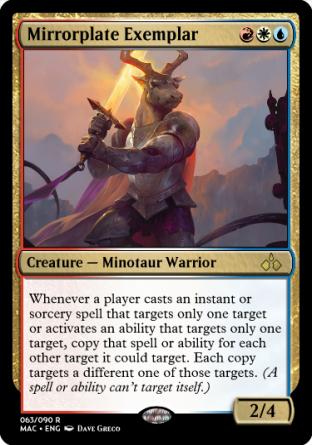 Mirrorplate Exemplar
Creature — Minotaur Warrior
Whenever a player casts an instant or
sorcery spell that targets only one target
or activates an ability that targets only one
target, copy that spell or ability for each
other target it could target. Each copy
targets a different one of those targets. (A
spell or ability can't target itself.)
063/090 R
MAC • ENG DAVE GRECO
2/4